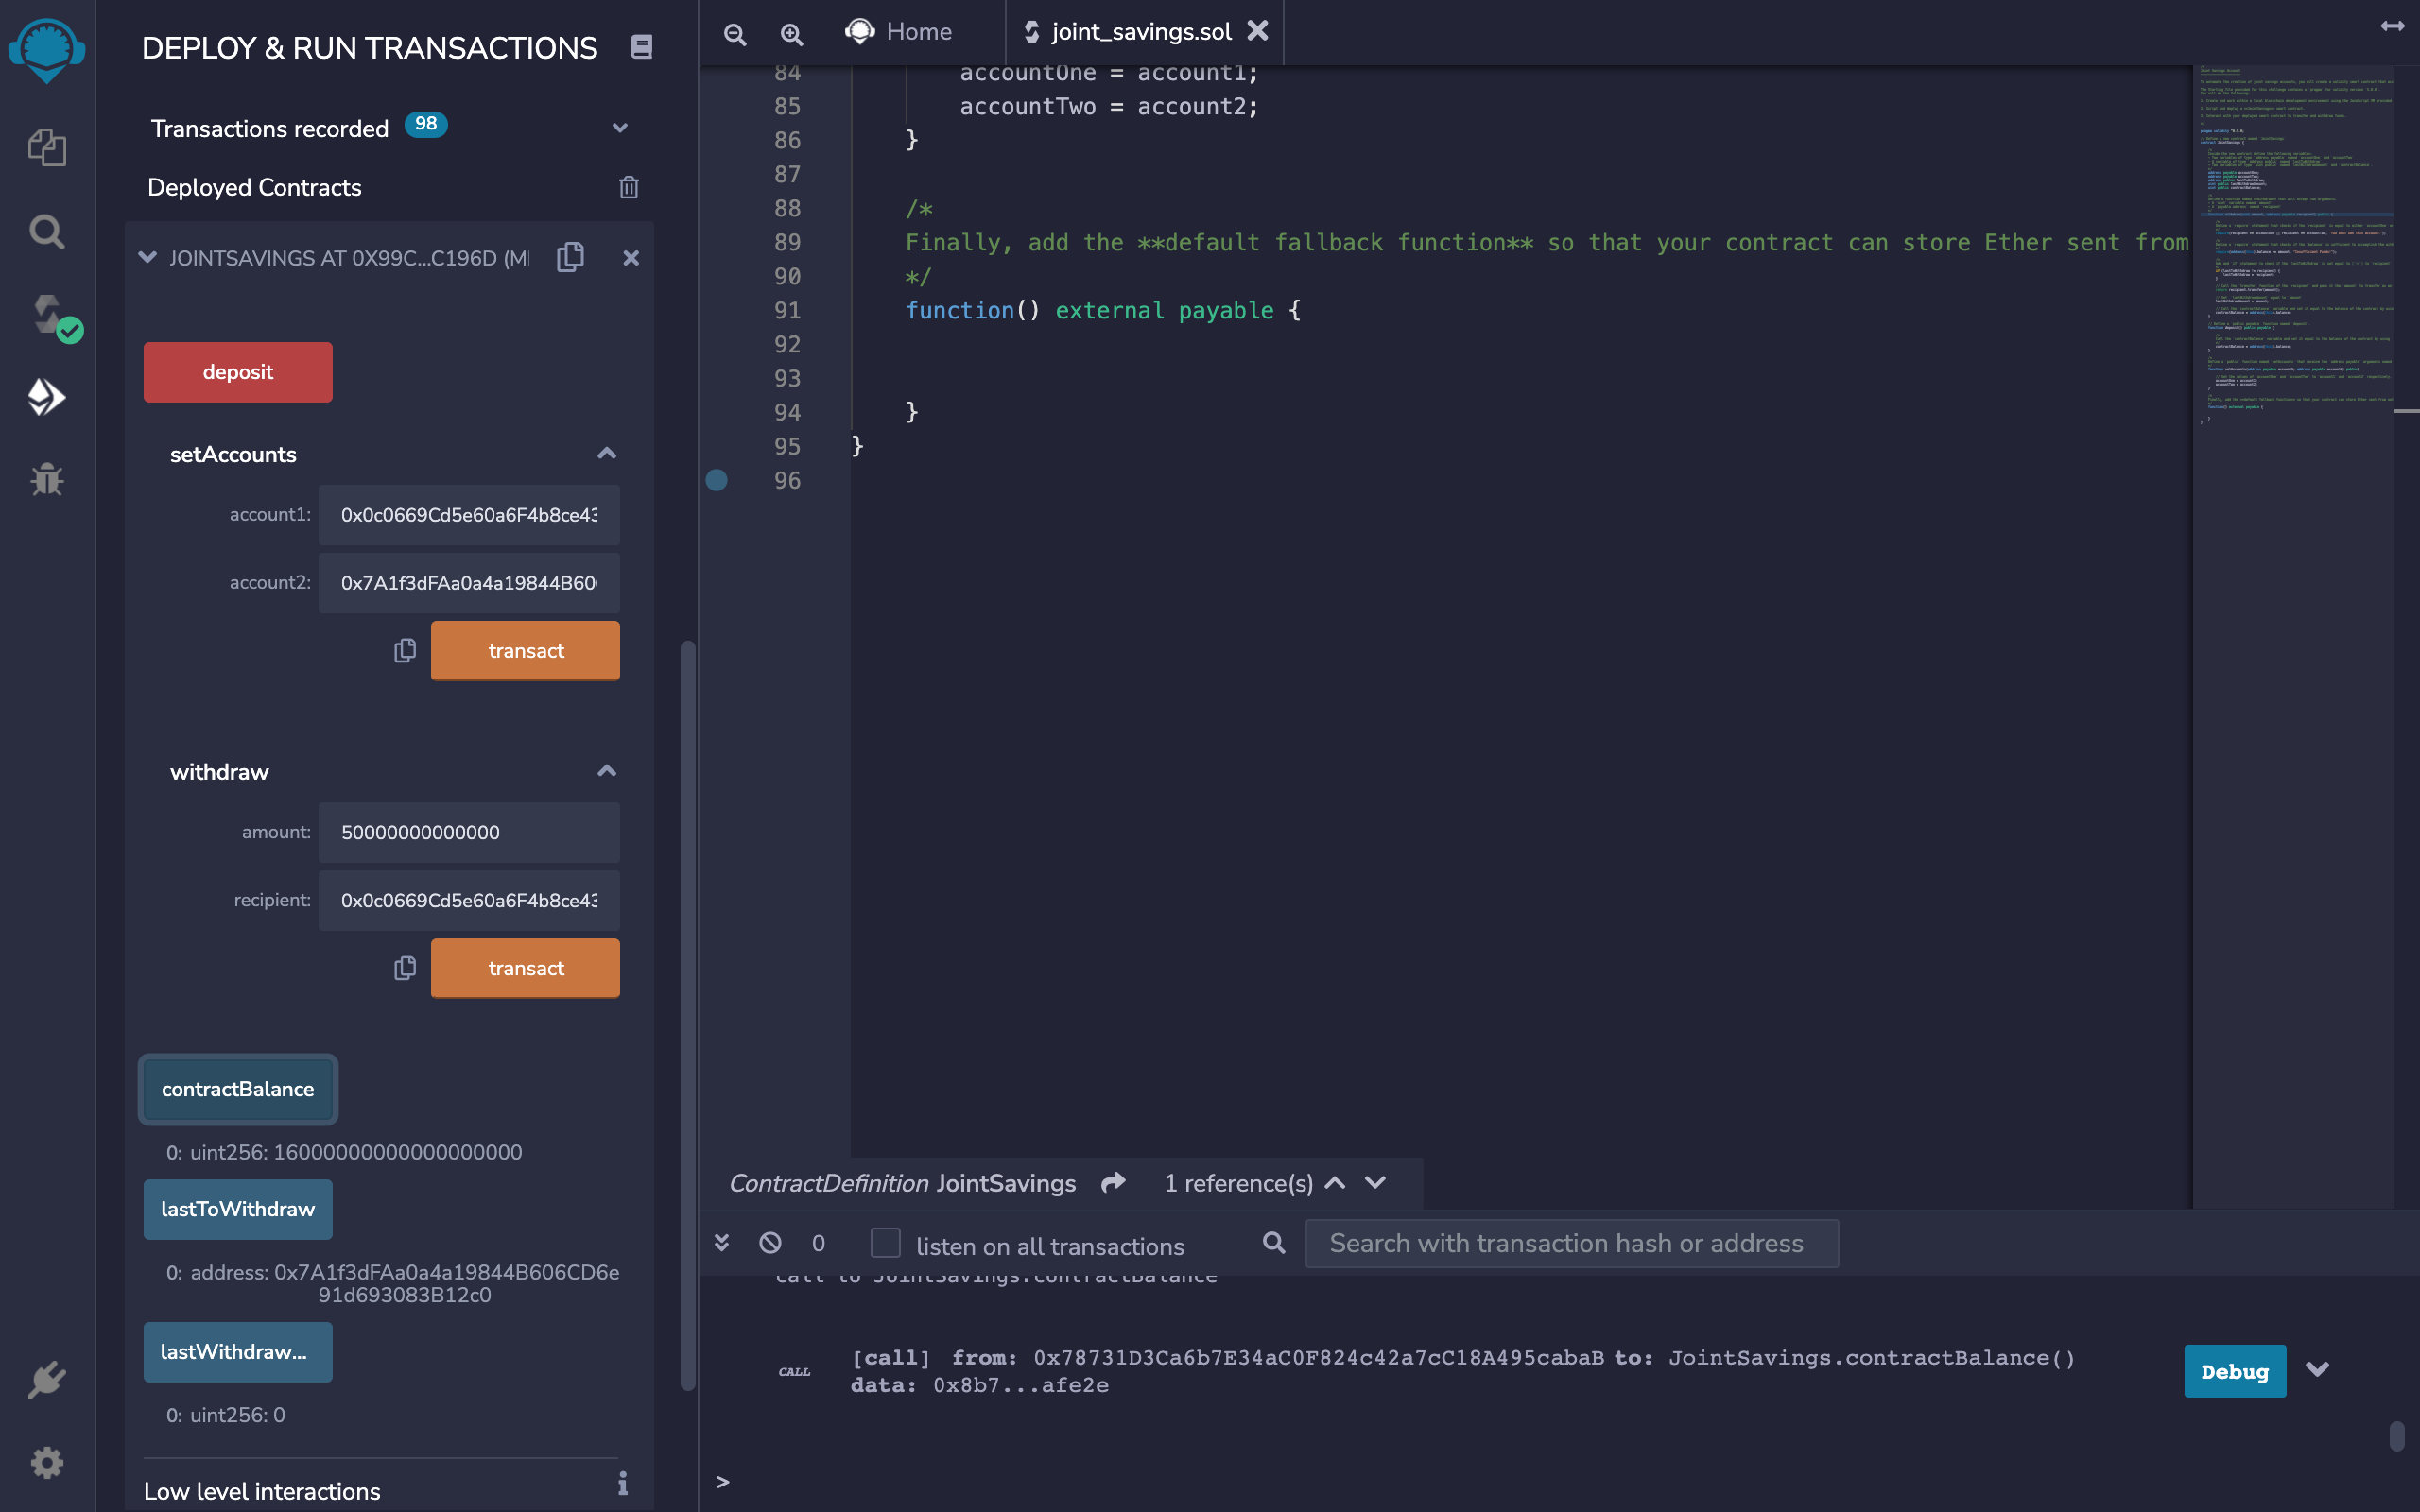 DEPLOY & RUN TRANSACTIONS
Transactions recorded 98
Deployed Contracts
JOINTSAVINGS AT 0X99C...C196D (M
deposit
setAccounts
account1: 0x0c0669Cd5e60a6F4b8ce43
account2: 0x7A1f3dFAa0a4a19844B60
transact
withdraw
amount: 50000000000000
recipient: 0x0c0669Cd5e60a6F4b8ce43
transact
contractBalance
0: uint256: 16000000000000000000
lastToWithdraw
0: address: 0x7A1f3dFAa0a4a19844B606CD6e
91d693083B12c0
lastWithdraw...
0: uint256: 0
Low level interactions
Home
joint_savings.sol
84 accountOne = account1;
85 accountTwo = account2;
86 }
87
88 /*
89 Finally, add the **default fallback function** so that your contract can store Ether sent from
90 */
91 function() external payable {
92
93
94 }
95 }
96
ContractDefinition JointSavings 1 reference(s)
0 listen on all transactions Search with transaction hash or address
call to JointSavings.contractBalance
CALL [call] from: 0x78731D3Ca6b7E34aC0F824c42a7cC18A495cabaB to: JointSavings.contractBalance()
data: 0x8b7...afe2e
Debug
>